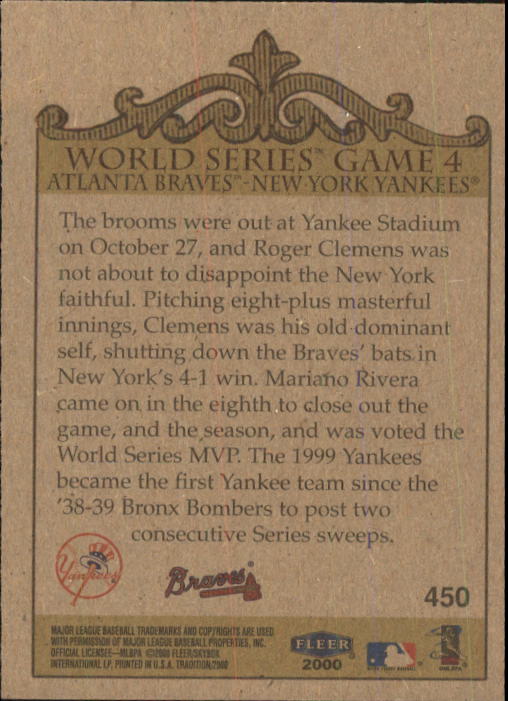 WORLD SERIES™ GAME 4
ATLANTA BRAVES™-NEW YORK YANKEES®
The brooms were out at Yankee Stadium
on October 27, and Roger Clemens was
not about to disappoint the New York
faithful. Pitching eight-plus masterful
innings, Clemens was his old dominant
self, shutting down the Braves' bats in
New York's 4-1 win. Mariano Rivera
came on in the eighth to close out the
game, and the season, and was voted the
World Series MVP. The 1999 Yankees
became the first Yankee team since the
'38-39 Bronx Bombers to post two
consecutive Series sweeps.
Yankees
Braves
450
MAJOR LEAGUE BASEBALL TRADEMARKS AND COPYRIGHTS ARE USED
WITH PERMISSION OF MAJOR LEAGUE BASEBALL PROPERTIES, INC.
OFFICIAL LICENSEE—MLBPA ©2000 FLEER/SKYBOX
INTERNATIONAL LP. PRINTED IN U.S.A. TRADITION/2000
FLEER
2000